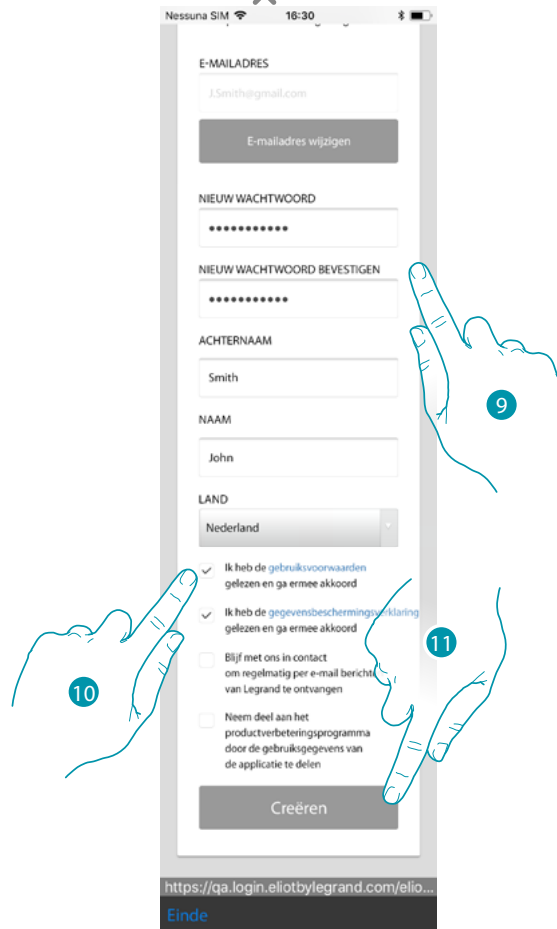 Nessuna SIM 16:30
E-MAILADRES
J.Smith@gmail.com
E-mailadres wijzigen
NIEUW WACHTWOORD
•••••••••••
NIEUW WACHTWOORD BEVESTIGEN
•••••••••••
9
ACHTERNAAM
Smith
NAAM
John
LAND
Nederland
Ik heb de gebruiksvoorwaarden
gelezen en ga ermee akkoord
Ik heb de gegevensbeschermingsverklaring
gelezen en ga ermee akkoord
11
10
Blijf met ons in contact
om regelmatig per e-mail berichte
van Legrand te ontvangen
Neem deel aan het
productverbeteringsprogramma
door de gebruiksgegevens van
de applicatie te delen
Creëren
https://qa.login.eliotbylegrand.com/elio...
Einde